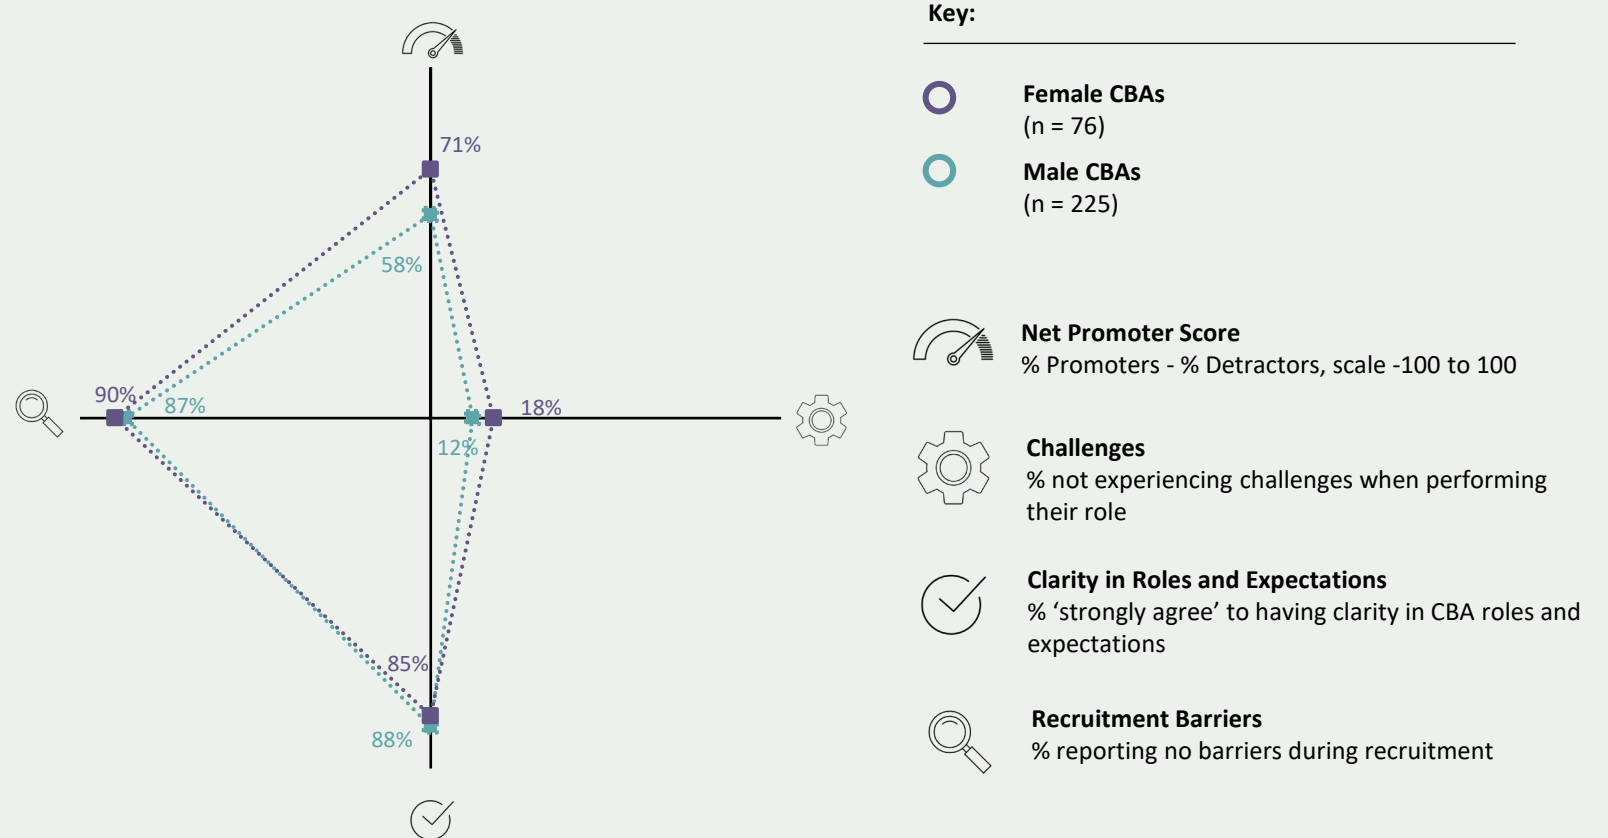 Key:
71%
58%
90%
87%
18%
12%
85%
88%
Female CBAs
(n = 76)
Male CBAs
(n = 225)
Net Promoter Score
% Promoters - % Detractors, scale -100 to 100
Challenges
% not experiencing challenges when performing
their role
Clarity in Roles and Expectations
% ‘strongly agree’ to having clarity in CBA roles and
expectations
Recruitment Barriers
% reporting no barriers during recruitment